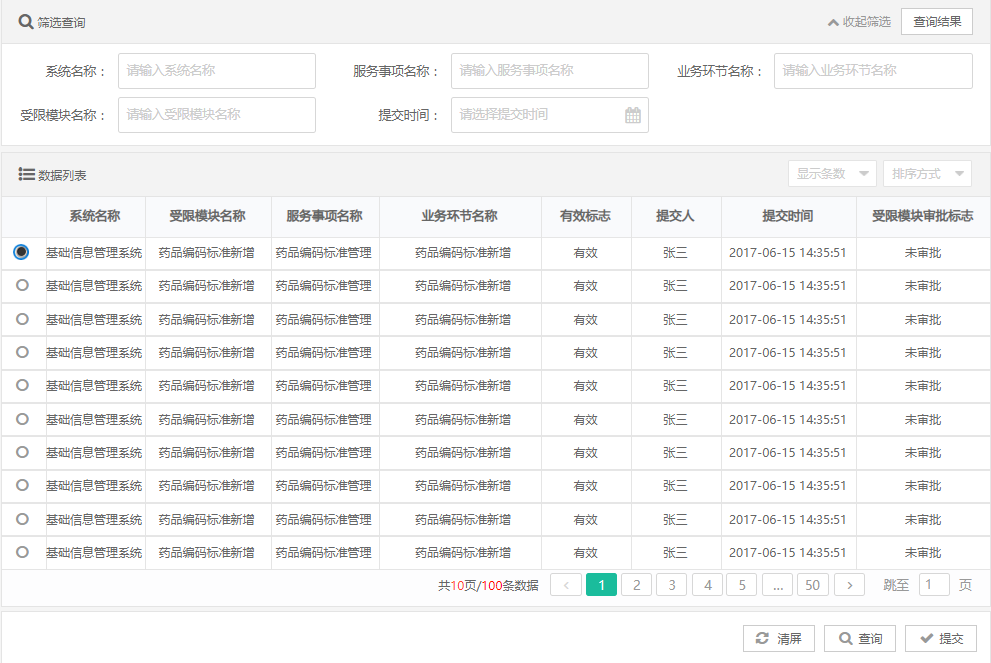 筛选查询 收起筛选 查询结果
系统名称： 请输入系统名称 服务事项名称： 请输入服务事项名称 业务环节名称： 请输入业务环节名称
受限模块名称： 请输入受限模块名称 提交时间： 请选择提交时间
数据列表 显示条数 排序方式
系统名称 受限模块名称 服务事项名称 业务环节名称 有效标志 提交人 提交时间 受限模块审批标志
基础信息管理系统 药品编码标准新增 药品编码标准管理 药品编码标准新增 有效 张三 2017-06-15 14:35:51 未审批
基础信息管理系统 药品编码标准新增 药品编码标准管理 药品编码标准新增 有效 张三 2017-06-15 14:35:51 未审批
基础信息管理系统 药品编码标准新增 药品编码标准管理 药品编码标准新增 有效 张三 2017-06-15 14:35:51 未审批
基础信息管理系统 药品编码标准新增 药品编码标准管理 药品编码标准新增 有效 张三 2017-06-15 14:35:51 未审批
基础信息管理系统 药品编码标准新增 药品编码标准管理 药品编码标准新增 有效 张三 2017-06-15 14:35:51 未审批
基础信息管理系统 药品编码标准新增 药品编码标准管理 药品编码标准新增 有效 张三 2017-06-15 14:35:51 未审批
基础信息管理系统 药品编码标准新增 药品编码标准管理 药品编码标准新增 有效 张三 2017-06-15 14:35:51 未审批
基础信息管理系统 药品编码标准新增 药品编码标准管理 药品编码标准新增 有效 张三 2017-06-15 14:35:51 未审批
基础信息管理系统 药品编码标准新增 药品编码标准管理 药品编码标准新增 有效 张三 2017-06-15 14:35:51 未审批
基础信息管理系统 药品编码标准新增 药品编码标准管理 药品编码标准新增 有效 张三 2017-06-15 14:35:51 未审批
共10页/100条数据 < 1 2 3 4 5 ... 50 > 跳至 1 页
清屏 查询 提交